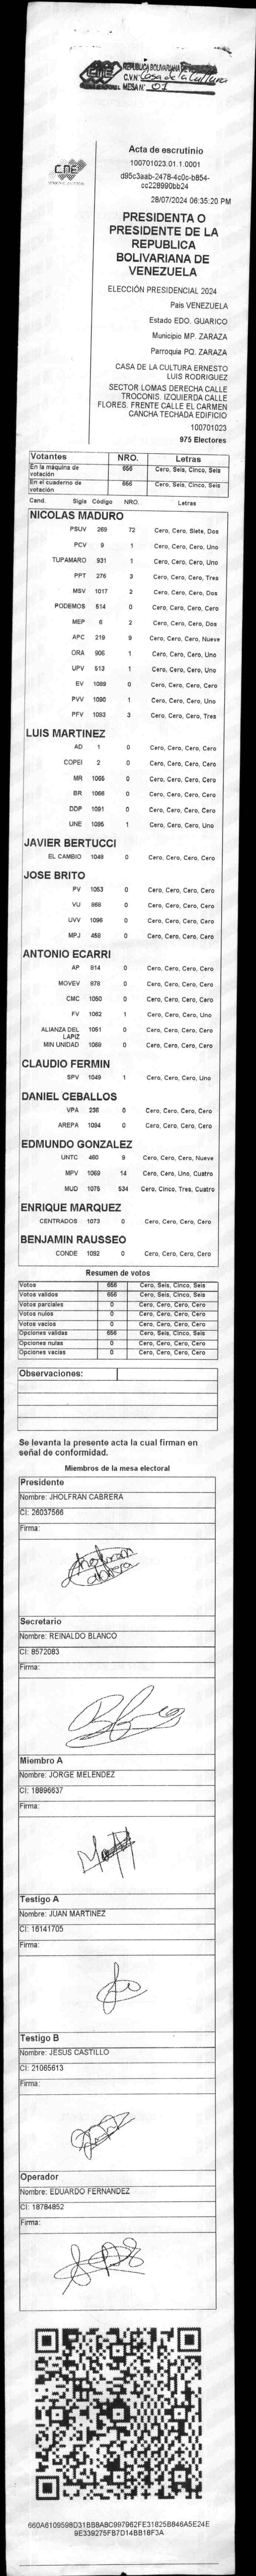 CNE
REPUBLICA BOLIVARIANA DE
C.V.N Casa de la Cultura
MESA N° 01
Acta de escrutinio
100701023.01.1.0001
d95c3aab-2478-4c0c-b854-
cc228990bb24
28/07/2024 06:35:20 PM
CNE
PRESIDENTA O
PRESIDENTE DE LA
REPUBLICA
BOLIVARIANA DE
VENEZUELA
ELECCIÓN PRESIDENCIAL 2024
País VENEZUELA
Estado EDO. GUARICO
Municipio MP. ZARAZA
Parroquia PQ. ZARAZA
CASA DE LA CULTURA ERNESTO
LUIS RODRIGUEZ
SECTOR LOMAS DERECHA CALLE
TROCONIS. IZQUIERDA CALLE
FLORES. FRENTE CALLE EL CARMEN
CANCHA TECHADA EDIFICIO
100701023
975 Electores
Votantes NRO. Letras
En la máquina de votación 656 Cero, Seis, Cinco, Seis
En el cuaderno de votación 656 Cero, Seis, Cinco, Seis
Cand. Sigla Código NRO. Letras
NICOLAS MADURO
PSUV 269 72 Cero, Cero, Siete, Dos
PCV 9 1 Cero, Cero, Cero, Uno
TUPAMARO 931 1 Cero, Cero, Cero, Uno
PPT 276 3 Cero, Cero, Cero, Tres
MSV 1017 2 Cero, Cero, Cero, Dos
PODEMOS 514 0 Cero, Cero, Cero, Cero
MEP 6 2 Cero, Cero, Cero, Dos
APC 219 9 Cero, Cero, Cero, Nueve
ORA 906 1 Cero, Cero, Cero, Uno
UPV 513 1 Cero, Cero, Cero, Uno
EV 1089 0 Cero, Cero, Cero, Cero
PVV 1090 1 Cero, Cero, Cero, Uno
PFV 1093 3 Cero, Cero, Cero, Tres
LUIS MARTINEZ
AD 1 0 Cero, Cero, Cero, Cero
COPEI 2 0 Cero, Cero, Cero, Cero
MR 1065 0 Cero, Cero, Cero, Cero
BR 1066 0 Cero, Cero, Cero, Cero
DDP 1091 0 Cero, Cero, Cero, Cero
UNE 1095 1 Cero, Cero, Cero, Uno
JAVIER BERTUCCI
EL CAMBIO 1048 0 Cero, Cero, Cero, Cero
JOSE BRITO
PV 1053 0 Cero, Cero, Cero, Cero
VU 868 0 Cero, Cero, Cero, Cero
UVV 1096 0 Cero, Cero, Cero, Cero
MPJ 458 0 Cero, Cero, Cero, Cero
ANTONIO ECARRI
AP 814 0 Cero, Cero, Cero, Cero
MOVEV 878 0 Cero, Cero, Cero, Cero
CMC 1050 0 Cero, Cero, Cero, Cero
FV 1062 1 Cero, Cero, Cero, Uno
ALIANZA DEL LAPIZ 1051 0 Cero, Cero, Cero, Cero
MIN UNIDAD 1069 0 Cero, Cero, Cero, Cero
CLAUDIO FERMIN
SPV 1049 1 Cero, Cero, Cero, Uno
DANIEL CEBALLOS
VPA 236 0 Cero, Cero, Cero, Cero
AREPA 1094 0 Cero, Cero, Cero, Cero
EDMUNDO GONZALEZ
UNTC 460 9 Cero, Cero, Cero, Nueve
MPV 1069 14 Cero, Cero, Uno, Cuatro
MUD 1075 534 Cero, Cinco, Tres, Cuatro
ENRIQUE MARQUEZ
CENTRADOS 1073 0 Cero, Cero, Cero, Cero
BENJAMIN RAUSSEO
CONDE 1092 0 Cero, Cero, Cero, Cero
Resumen de votos
Votos 656 Cero, Seis, Cinco, Seis
Votos validos 656 Cero, Seis, Cinco, Seis
Votos parciales 0 Cero, Cero, Cero, Cero
Votos nulos 0 Cero, Cero, Cero, Cero
Votos vacios 0 Cero, Cero, Cero, Cero
Opciones validas 656 Cero, Seis, Cinco, Seis
Opciones nulas 0 Cero, Cero, Cero, Cero
Opciones vacias 0 Cero, Cero, Cero, Cero
Observaciones:
Se levanta la presente acta la cual firman en
señal de conformidad.
Miembros de la mesa electoral
Presidente
Nombre: JHOLFRAN CABRERA
CI: 26037566
Firma:
Jholfran
Cabrera
Secretario
Nombre: REINALDO BLANCO
CI: 8572083
Firma:
Miembro A
Nombre: JORGE MELENDEZ
CI: 18896637
Firma:
Testigo A
Nombre: JUAN MARTINEZ
CI: 16141705
Firma:
Testigo B
Nombre: JESUS CASTILLO
CI: 21065613
Firma:
Operador
Nombre: EDUARDO FERNANDEZ
CI: 18784852
Firma:
660A6109598D31BB8A8C997962FE31825B846A5E24E
9E339275FB7D14BB18F3A